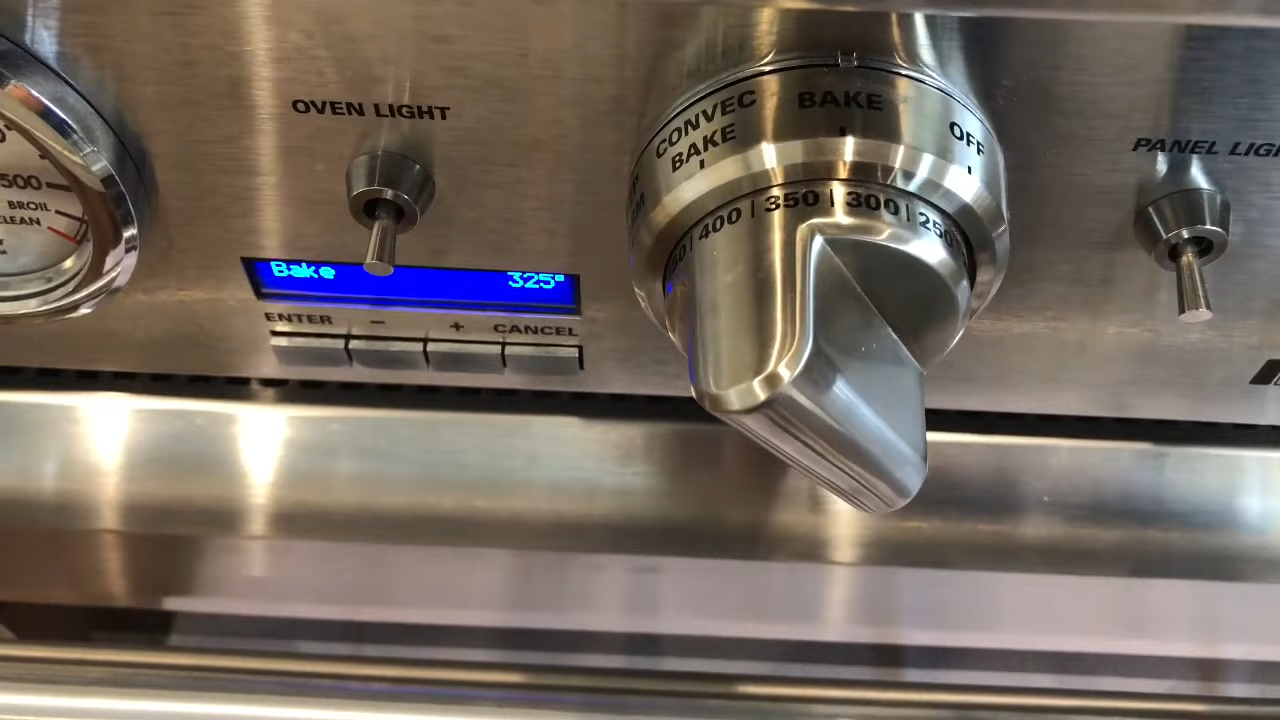 OVEN LIGHT
CONVEC
BAKE
BAKE
OFF
PANEL LIGH
500
BROIL
CLEAN
400 | 350 | 300 | 250
Bake 325°
ENTER - + CANCEL